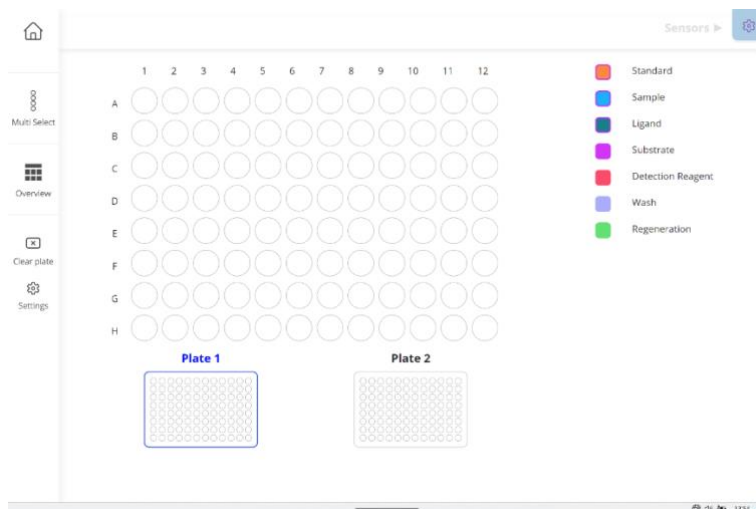 Sensors ▶
Multi Select
Overview
Clear plate
Settings
1 2 3 4 5 6 7 8 9 10 11 12
A
B
C
D
E
F
G
H
Standard
Sample
Ligand
Substrate
Detection Reagent
Wash
Regeneration
Plate 1 Plate 2